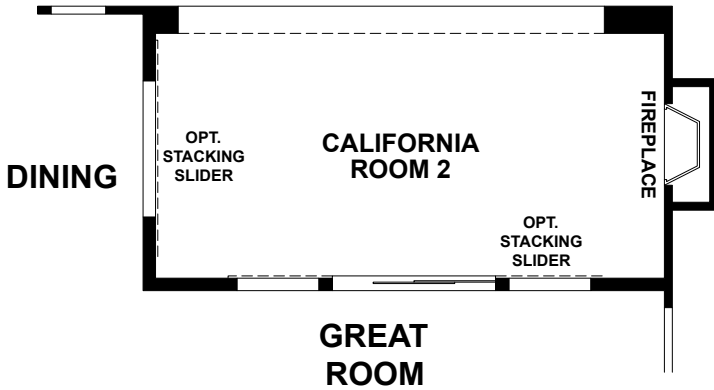 DINING
OPT.
STACKING
SLIDER
CALIFORNIA
ROOM 2
FIREPLACE
OPT.
STACKING
SLIDER
GREAT
ROOM